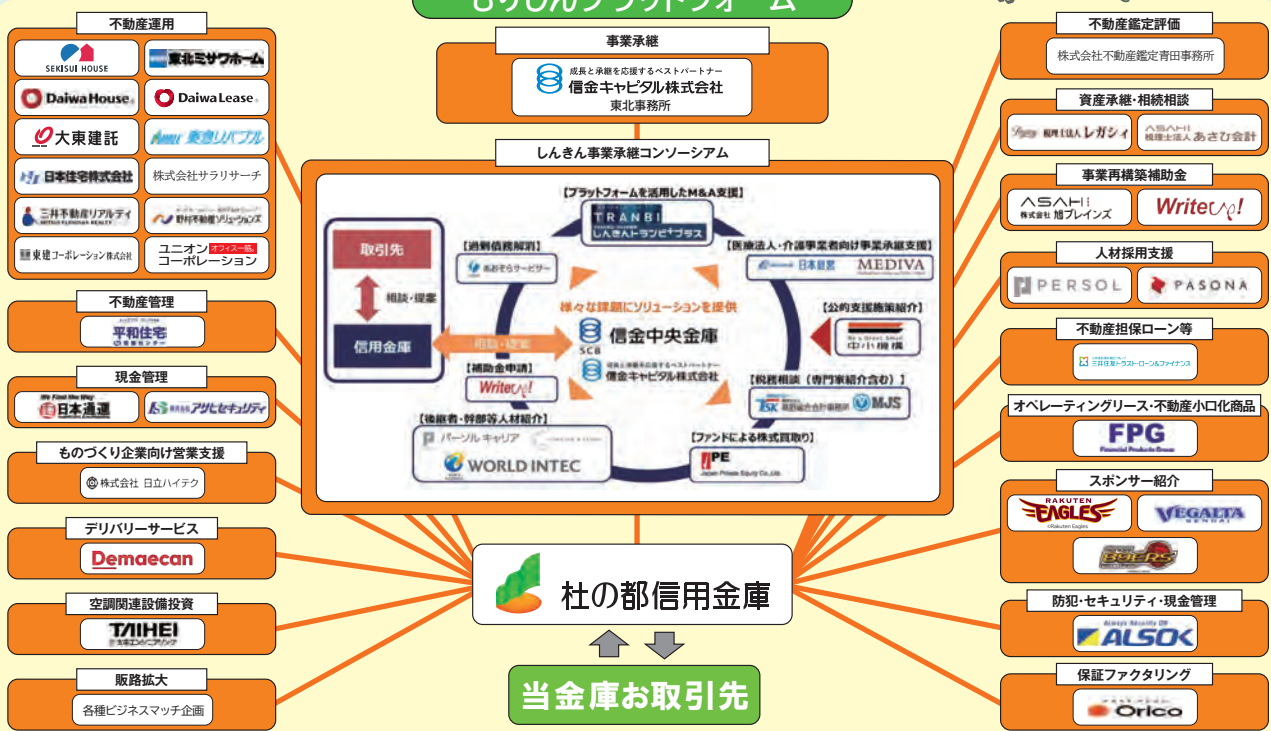 もりしんプラットフォーム
不動産運用
SEKISUI HOUSE
東北ミサワホーム
Daiwa House
Daiwa Lease
大東建託
東急リバブル
日本住宅株式会社
株式会社サラリサーチ
三井不動産リアルティ
野村不動産ソリューションズ
東建コーポレーション株式会社
ユニオン オフィス一筋。
コーポレーション
不動産管理
平和住宅
現金管理
We Find the Way
日本通運
アサヒセキュリティ
ものづくり企業向け営業支援
株式会社 日立ハイテク
デリバリーサービス
Demaecan
空調関連設備投資
TAIHEI
販路拡大
各種ビジネスマッチ企画
事業承継
成長と承継を応援するベストパートナー
信金キャピタル株式会社
東北事務所
しんきん事業承継コンソーシアム
【プラットフォームを活用したM&A支援】
TRANBI
しんきんトランビ+プラス
取引先
相談・提案
信用金庫
相談・提案
【過剰債務解消】
あおぞらサービサー
【医療法人・介護事業者向け事業承継支援】
日本経営
MEDIVA
様々な課題にソリューションを提供
SCB
信金中央金庫
成長と承継を応援するベストパートナー
信金キャピタル株式会社
【公的支援施策紹介】
Be a Great Small
中小機構
【補助金申請】
WriteUp!
【税務相談(専門家紹介含む)】
TSK
MJS
【後継者・幹部等人材紹介】
パーソル キャリア
WORLD INTEC
【ファンドによる株式買取り】
JPE
Japan Private Equity Co.,Ltd.
杜の都信用金庫
当金庫お取引先
不動産鑑定評価
株式会社不動産鑑定青田事務所
資産承継・相続相談
税理士法人 レガシィ
ASAHI
税理士法人 あさひ会計
事業再構築補助金
ASAHI
株式会社 旭ブレインズ
WriteUp!
人材採用支援
PERSOL
PASONA
不動産担保ローン等
三井住友トラスト・ローン&ファイナンス
オペレーティングリース・不動産小口化商品
FPG
Financial Products Group
スポンサー紹介
RAKUTEN
EAGLES
©Rakuten Eagles
VEGALTA
SENDAI
89ERS
防犯・セキュリティ・現金管理
Always Security OK
ALSOK
保証ファクタリング
Orico